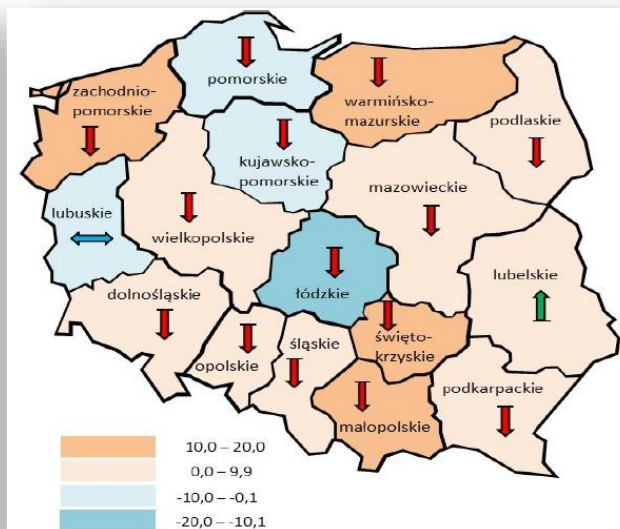 pomorskie
zachodnio-
pomorskie
warmińsko-
mazurskie
podlaskie
kujawsko-
pomorskie
mazowieckie
lubuskie
wielkopolskie
łódzkie
lubelskie
dolnośląskie
opolskie
śląskie
święto-
krzyskie
podkarpackie
małopolskie
10,0 – 20,0
0,0 – 9,9
-10,0 – -0,1
-20,0 – -10,1